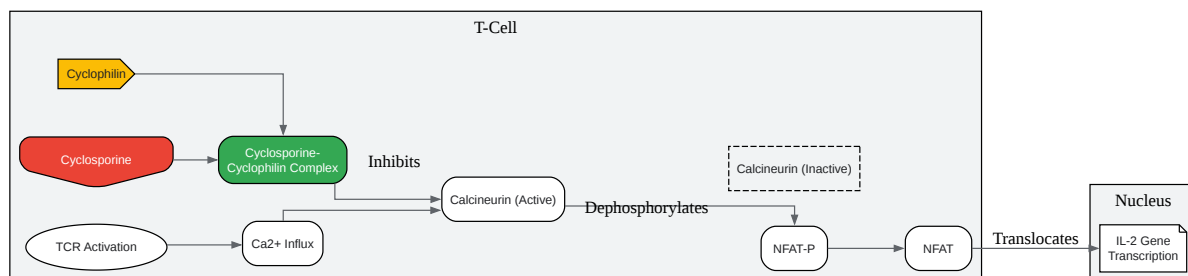 T-Cell
Cyclophilin
Cyclosporine
Cyclosporine-
Cyclophilin Complex
Inhibits
Calcineurin (Inactive)
Calcineurin (Active)
Dephosphorylates
TCR Activation
Ca2+ Influx
NFAT-P
NFAT
Translocates
Nucleus
IL-2 Gene
Transcription